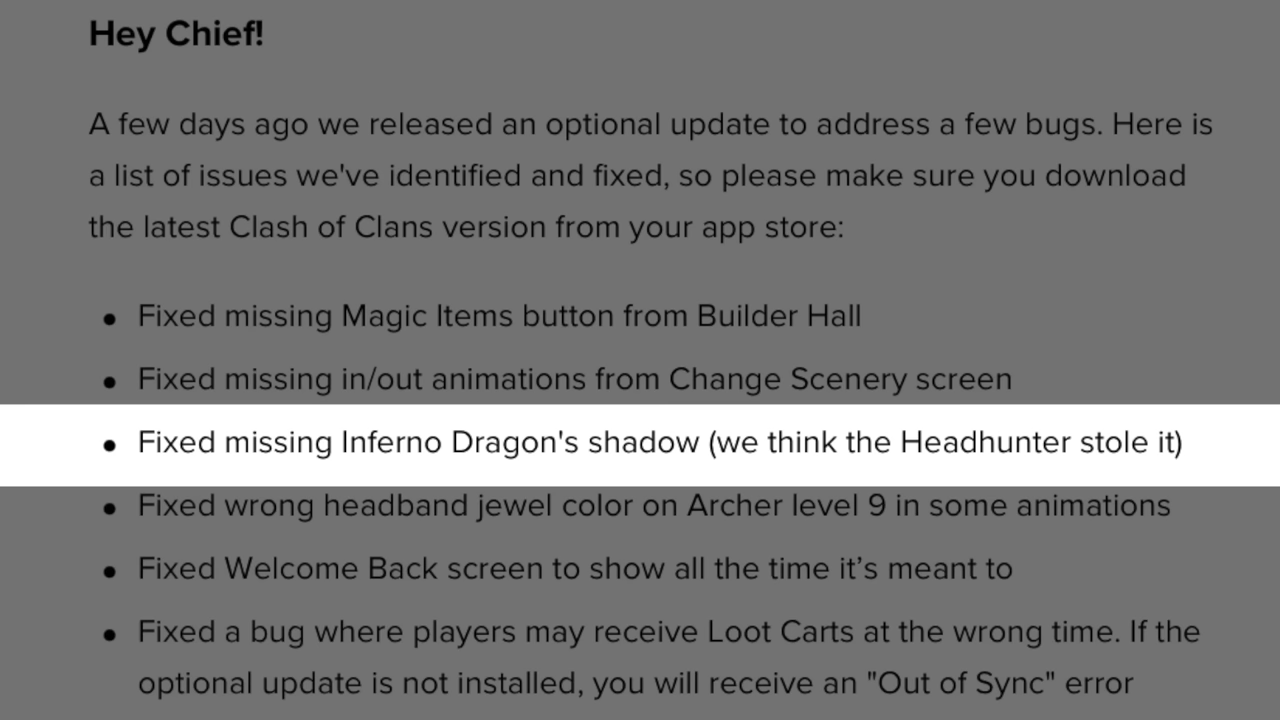 Hey Chief!
A few days ago we released an optional update to address a few bugs. Here is
a list of issues we've identified and fixed, so please make sure you download
the latest Clash of Clans version from your app store:
• Fixed missing Magic Items button from Builder Hall
• Fixed missing in/out animations from Change Scenery screen
• Fixed missing Inferno Dragon's shadow (we think the Headhunter stole it)
• Fixed wrong headband jewel color on Archer level 9 in some animations
• Fixed Welcome Back screen to show all the time it’s meant to
• Fixed a bug where players may receive Loot Carts at the wrong time. If the
optional update is not installed, you will receive an "Out of Sync" error